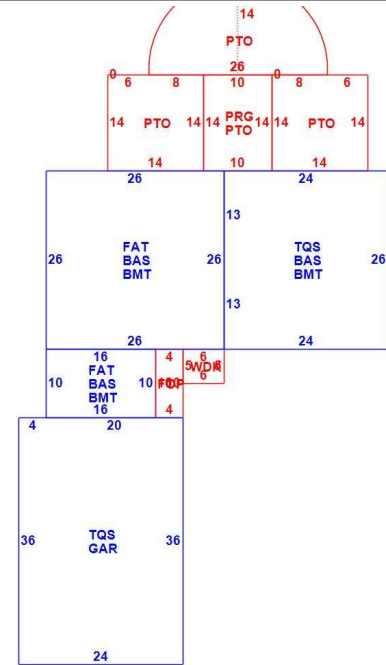 14
PTO
26
0 6 8 10 0 8 6
14 PTO 14 14 PRG PTO 14 14 PTO 14
14 10 14
26 24
13
26 FAT BAS BMT 26
TQS BAS BMT 26
13
26 24
16 4 6
10 FAT BAS BMT 10
5 WDK
6
16 4
4 20
36 TQS GAR 36
24